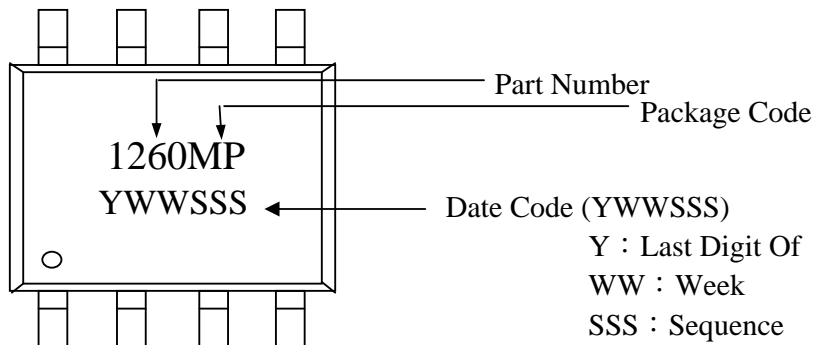 Part Number
Package Code
1260MP
YWWSSS
Date Code (YWWSSS)
Y：Last Digit Of
WW：Week
SSS：Sequence